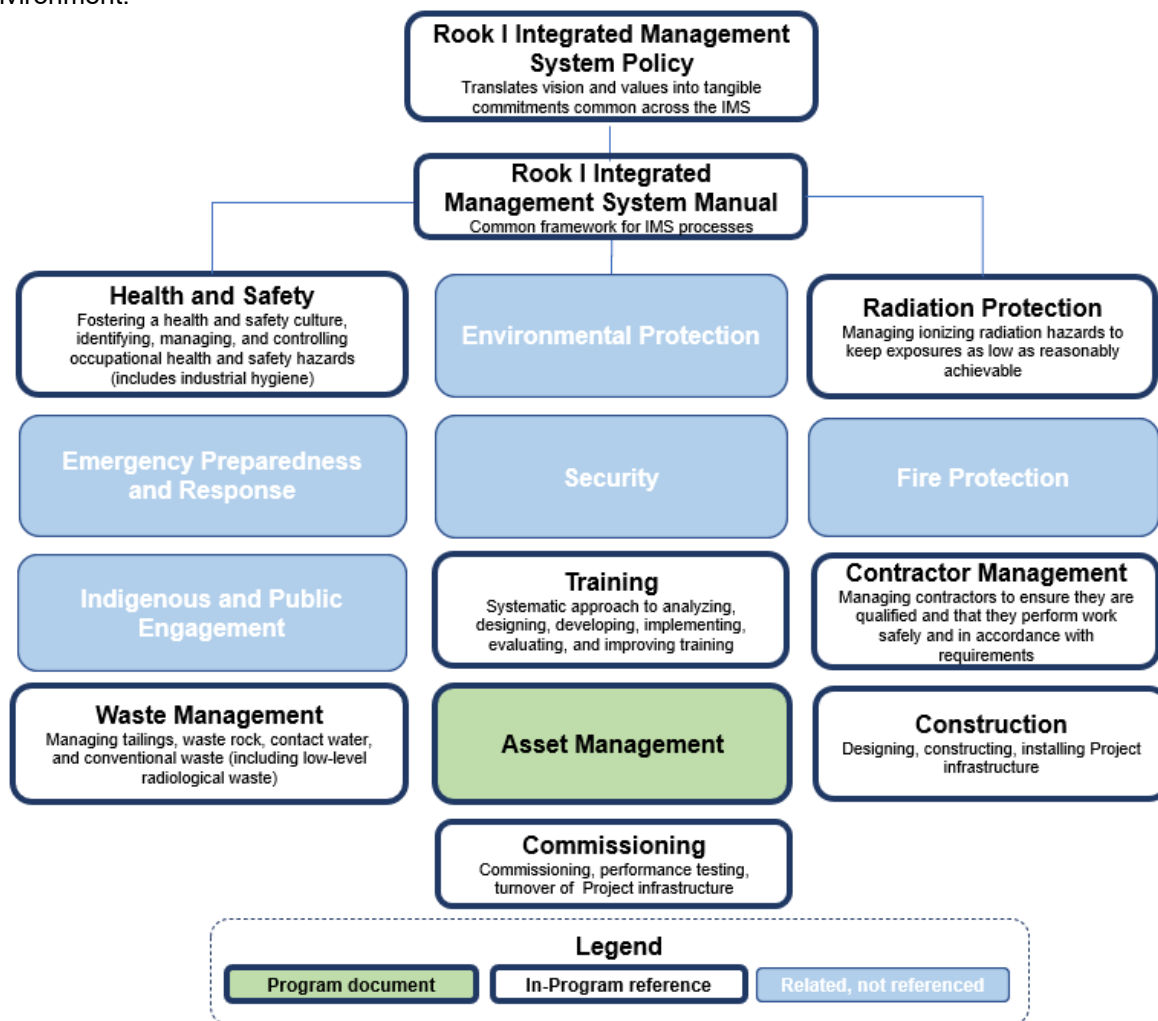 vironment.
Rook I Integrated Management
System Policy
Translates vision and values into tangible
commitments common across the IMS
Rook I Integrated
Management System Manual
Common framework for IMS processes
Health and Safety
Fostering a health and safety culture,
identifying, managing, and controlling
occupational health and safety hazards
(includes industrial hygiene)
Environmental Protection
Radiation Protection
Managing ionizing radiation hazards to
keep exposures as low as reasonably
achievable
Emergency Preparedness
and Response
Security
Fire Protection
Indigenous and Public
Engagement
Training
Systematic approach to analyzing,
designing, developing, implementing,
evaluating, and improving training
Contractor Management
Managing contractors to ensure they are
qualified and that they perform work
safely and in accordance with
requirements
Waste Management
Managing tailings, waste rock, contact water,
and conventional waste (including low-level
radiological waste)
Asset Management
Construction
Designing, constructing, installing Project
infrastructure
Commissioning
Commissioning, performance testing,
turnover of Project infrastructure
Legend
Program document
In-Program reference
Related, not referenced